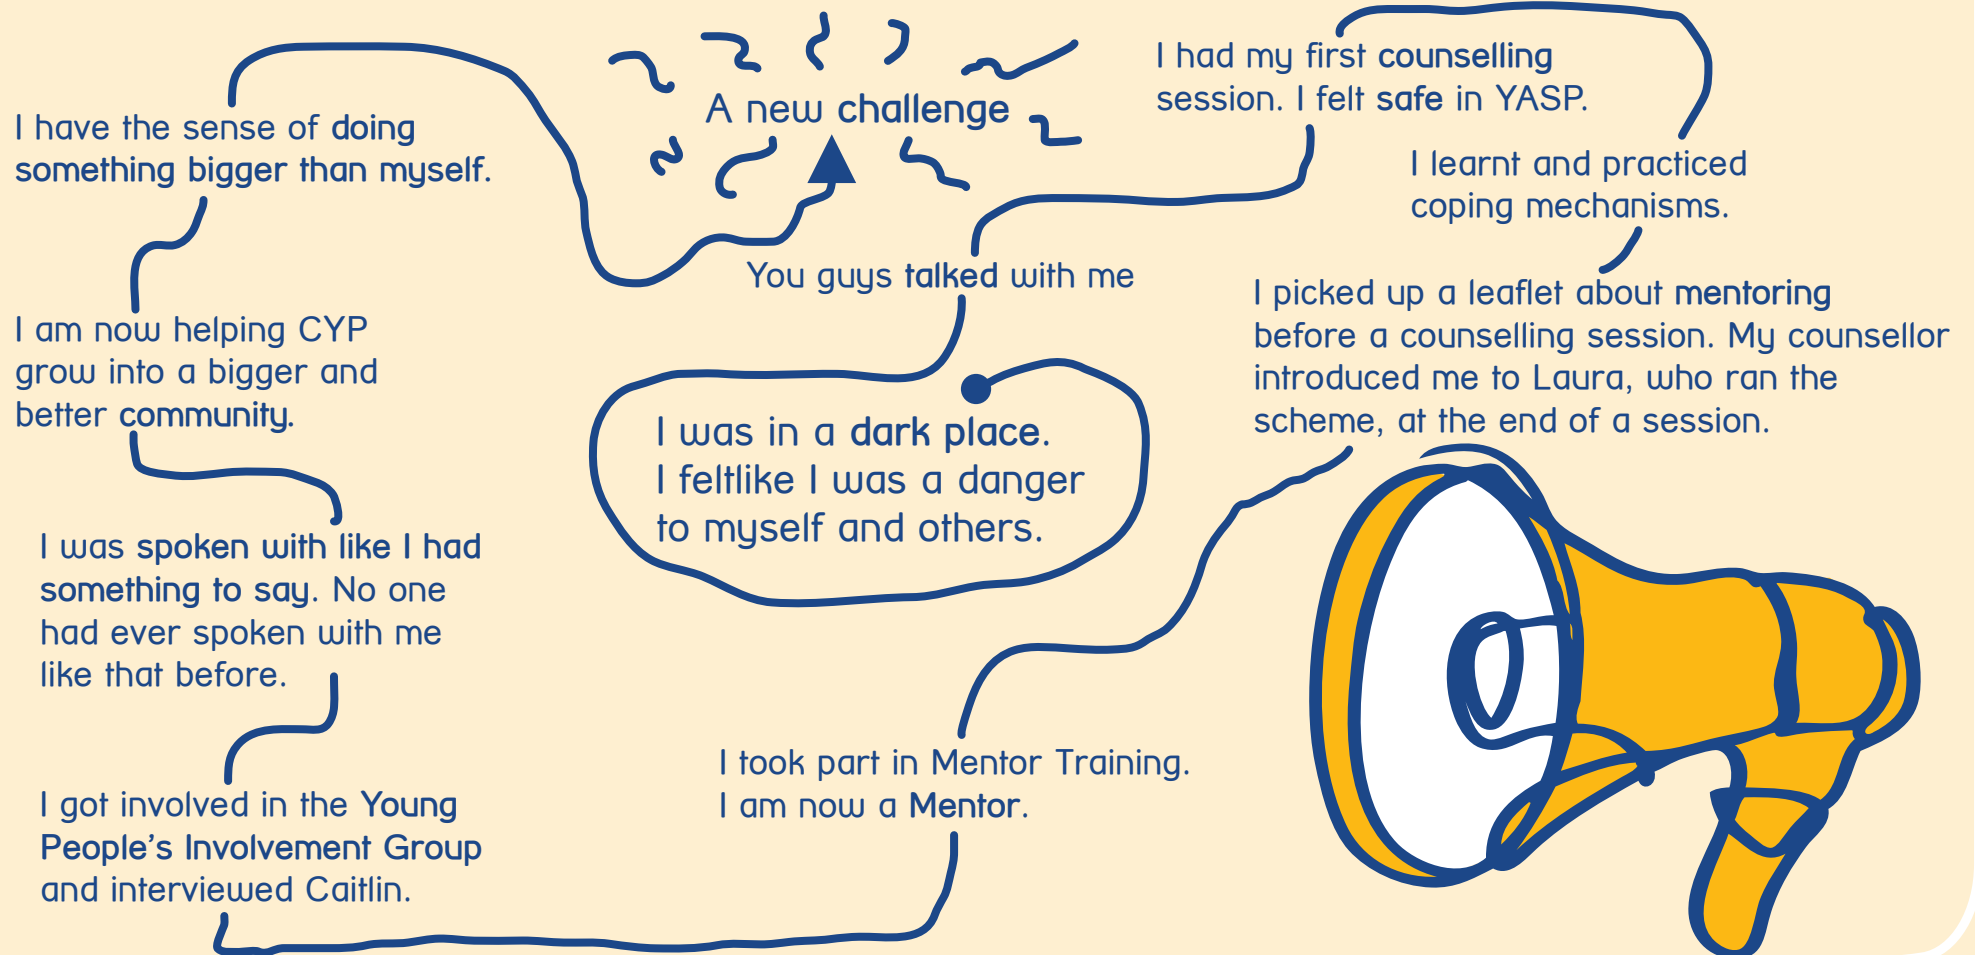 I was in a dark place.
I feltlike I was a danger
to myself and others.
You guys talked with me
I had my first counselling
session. I felt safe in YASP.
I learnt and practiced
coping mechanisms.
I picked up a leaflet about mentoring
before a counselling session. My counsellor
introduced me to Laura, who ran the
scheme, at the end of a session.
I took part in Mentor Training.
I am now a Mentor.
I got involved in the Young
People’s Involvement Group
and interviewed Caitlin.
I was spoken with like I had
something to say. No one
had ever spoken with me
like that before.
I am now helping CYP
grow into a bigger and
better community.
I have the sense of doing
something bigger than myself.
A new challenge